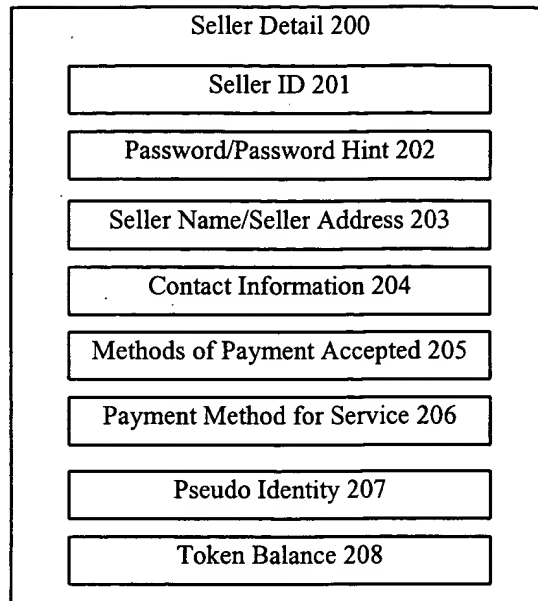 Seller Detail 200
Seller ID 201
Password/Password Hint 202
Seller Name/Seller Address 203
Contact Information 204
Methods of Payment Accepted 205
Payment Method for Service 206
Pseudo Identity 207
Token Balance 208